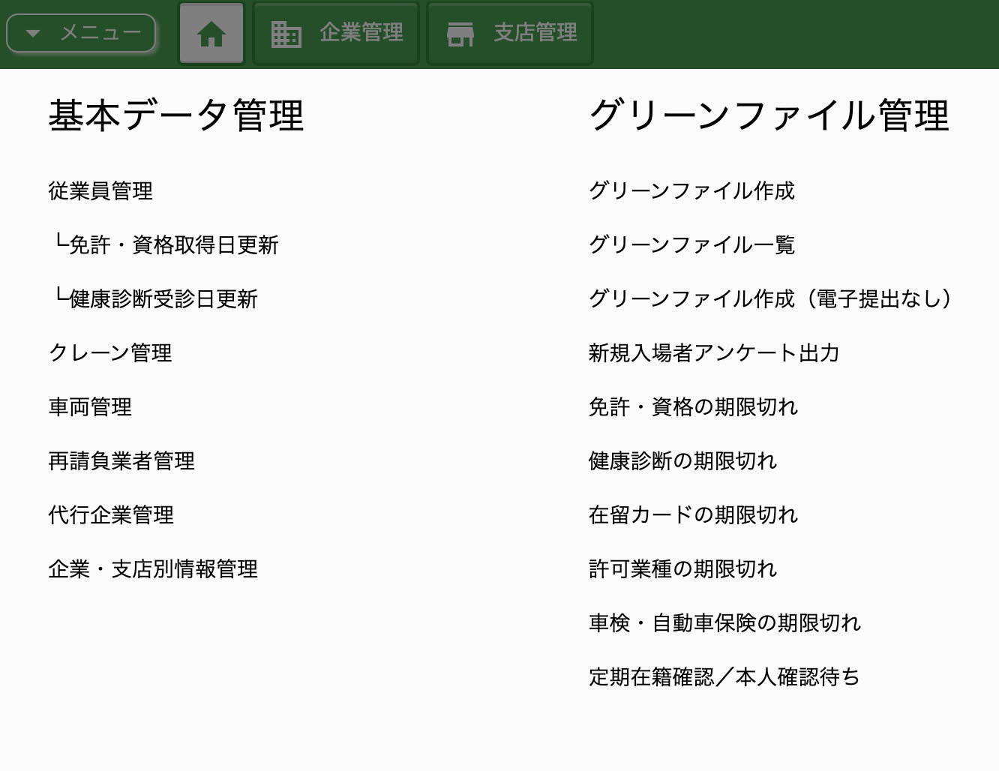 メニュー
企業管理
支店管理
基本データ管理
従業員管理
└免許・資格取得日更新
└健康診断受診日更新
クレーン管理
車両管理
再請負業者管理
代行企業管理
企業・支店別情報管理
グリーンファイル管理
グリーンファイル作成
グリーンファイル一覧
グリーンファイル作成（電子提出なし）
新規入場者アンケート出力
免許・資格の期限切れ
健康診断の期限切れ
在留カードの期限切れ
許可業種の期限切れ
車検・自動車保険の期限切れ
定期在籍確認／本人確認待ち